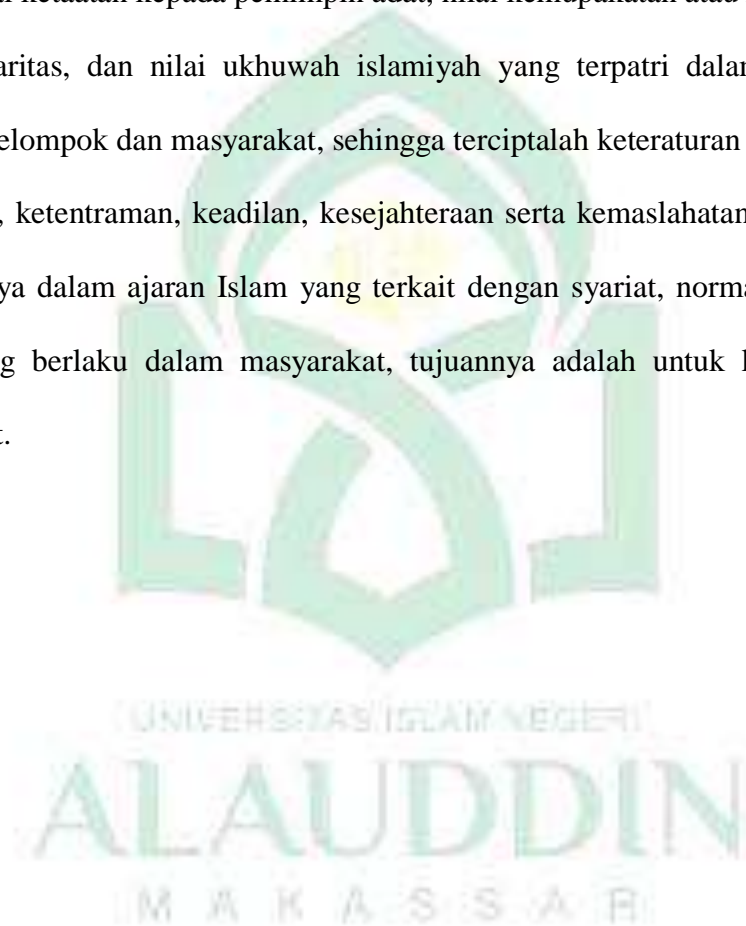 ketaatan kepada pemimpin adat, nilai kemupakatan atau
aritas, dan nilai ukhuwah islamiyah yang terpatri dalam
elompok dan masyarakat, sehingga terciptalah keteraturan
, ketentraman, keadilan, kesejahteraan serta kemaslahatan
ya dalam ajaran Islam yang terkait dengan syariat, norma
g berlaku dalam masyarakat, tujuannya adalah untuk
t.
UNIVERSITAS ISLAM NEGERI
ALAUDDIN
MAKASSAR